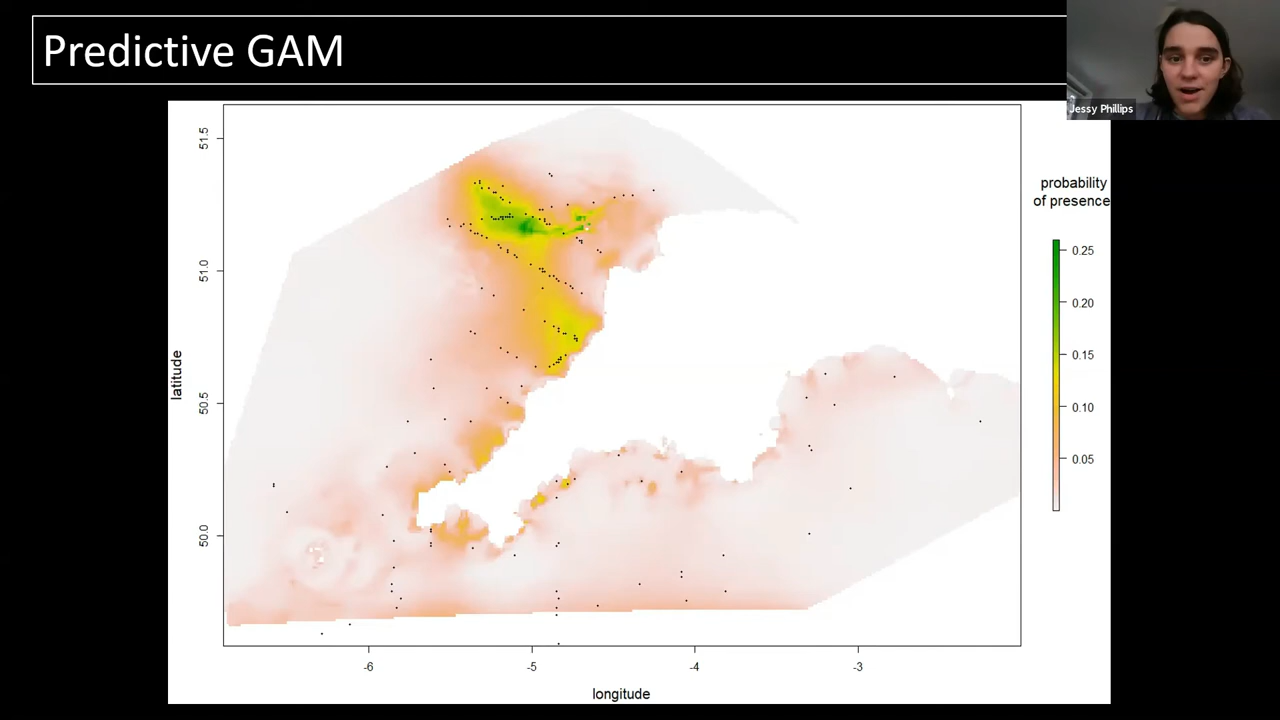 Predictive GAM
Jessy Phillips
probability
of presence
0.25
0.20
0.15
0.10
0.05
latitude
51.5
51.0
50.5
50.0
-6
-5
-4
-3
longitude